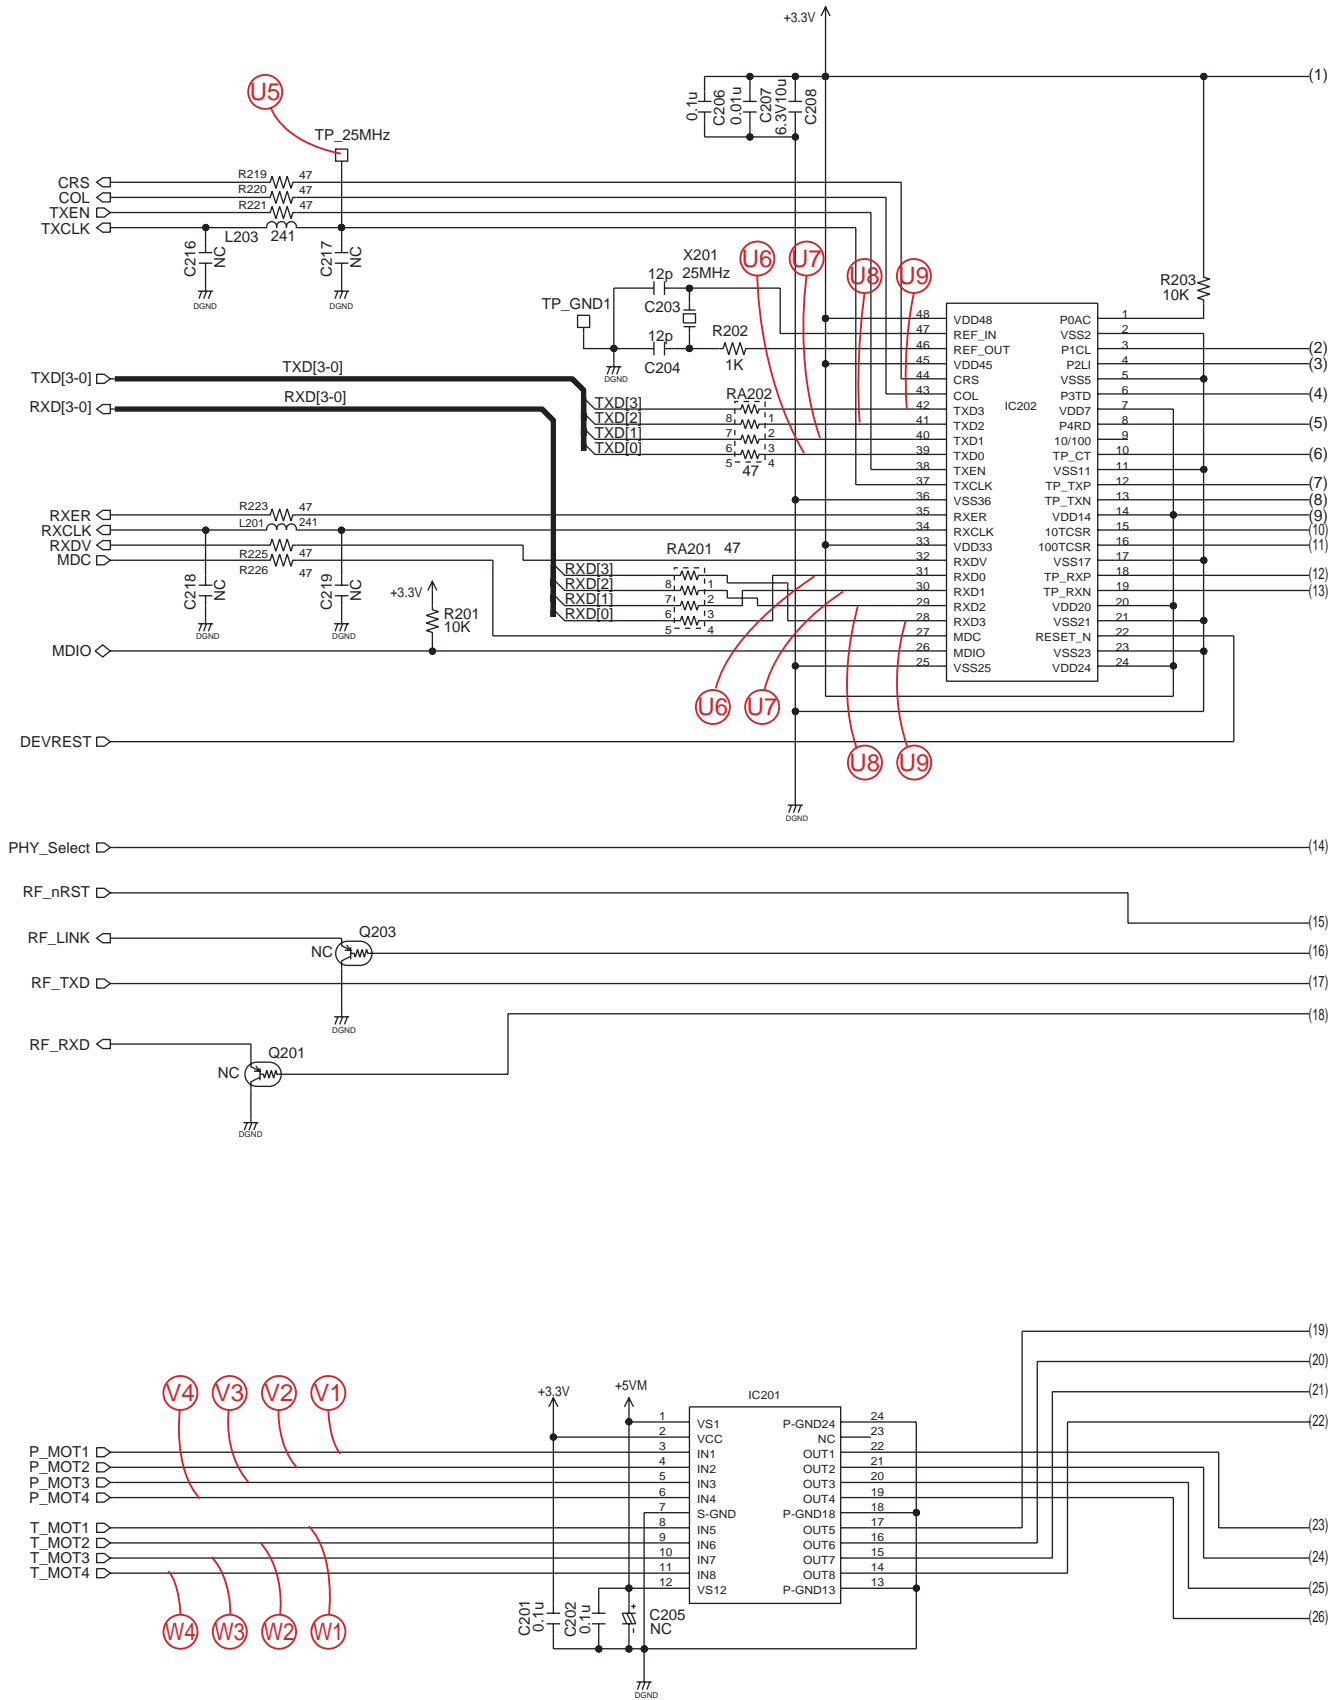 +3.3V
(1)
0.1u
C206
0.01u
C207
6.3V10u
C208
U5
TP_25MHz
R219 47
CRS
R220 47
COL
R221 47
TXEN
TXCLK
L203 241
C216
NC
C217
NC
DGND
DGND
U6
U7
U8
U9
X201
25MHz
12p
C203
TP_GND1
12p
C204
R202
1K
DGND
R203
10K
TXD[3-0]
TXD[3-0]
RXD[3-0]
RXD[3-0]
RA202
TXD[3]
TXD[2] 8 1
TXD[1] 7 2
TXD[0] 6 3
5 4
47
IC202
48 VDD48
47 REF_IN
46 REF_OUT
45 VDD45
44 CRS
43 COL
42 TXD3
41 TXD2
40 TXD1
39 TXD0
38 TXEN
37 TXCLK
36 VSS36
35 RXER
34 RXCLK
33 VDD33
32 RXDV
31 RXD0
30 RXD1
29 RXD2
28 RXD3
27 MDC
26 MDIO
25 VSS25
P0AC 1
VSS2 2
P1CL 3 (2)
P2LI 4 (3)
VSS5 5
P3TD 6 (4)
VDD7 7
P4RD 8 (5)
10/100 9
TP_CT 10 (6)
VSS11 11
TP_TXP 12 (7)
TP_TXN 13 (8)
VDD14 14 (9)
10TCSR 15 (10)
100TCSR 16 (11)
VSS17 17
TP_RXP 18 (12)
TP_RXN 19 (13)
VDD20 20
VSS21 21
RESET_N 22
VSS23 23
VDD24 24
RXER
R223 47
RXCLK
L201 241
RXDV
R225 47
MDC
R226 47
C218
NC
C219
NC
DGND
DGND
+3.3V
R201
10K
RA201 47
RXD[3]
RXD[2] 8 1
RXD[1] 7 2
RXD[0] 6 3
5 4
MDIO
U6
U7
U8
U9
DEVREST
DGND
PHY_Select (14)
RF_nRST (15)
RF_LINK
NC
Q203
(16)
RF_TXD (17)
DGND
(18)
RF_RXD
NC
Q201
DGND
(19)
(20)
(21)
(22)
V4
V3
V2
V1
+3.3V
+5VM
IC201
P_MOT1
P_MOT2
P_MOT3
P_MOT4
T_MOT1
T_MOT2
T_MOT3
T_MOT4
1 VS1
2 VCC
3 IN1
4 IN2
5 IN3
6 IN4
7 S-GND
8 IN5
9 IN6
10 IN7
11 IN8
12 VS12
P-GND24 24
NC 23
OUT1 22
OUT2 21
OUT3 20
OUT4 19
P-GND18 18
OUT5 17
OUT6 16
OUT7 15
OUT8 14
P-GND13 13
(23)
(24)
(25)
(26)
W4
W3
W2
W1
C201
0.1u
C202
0.1u
+
-
C205
NC
DGND